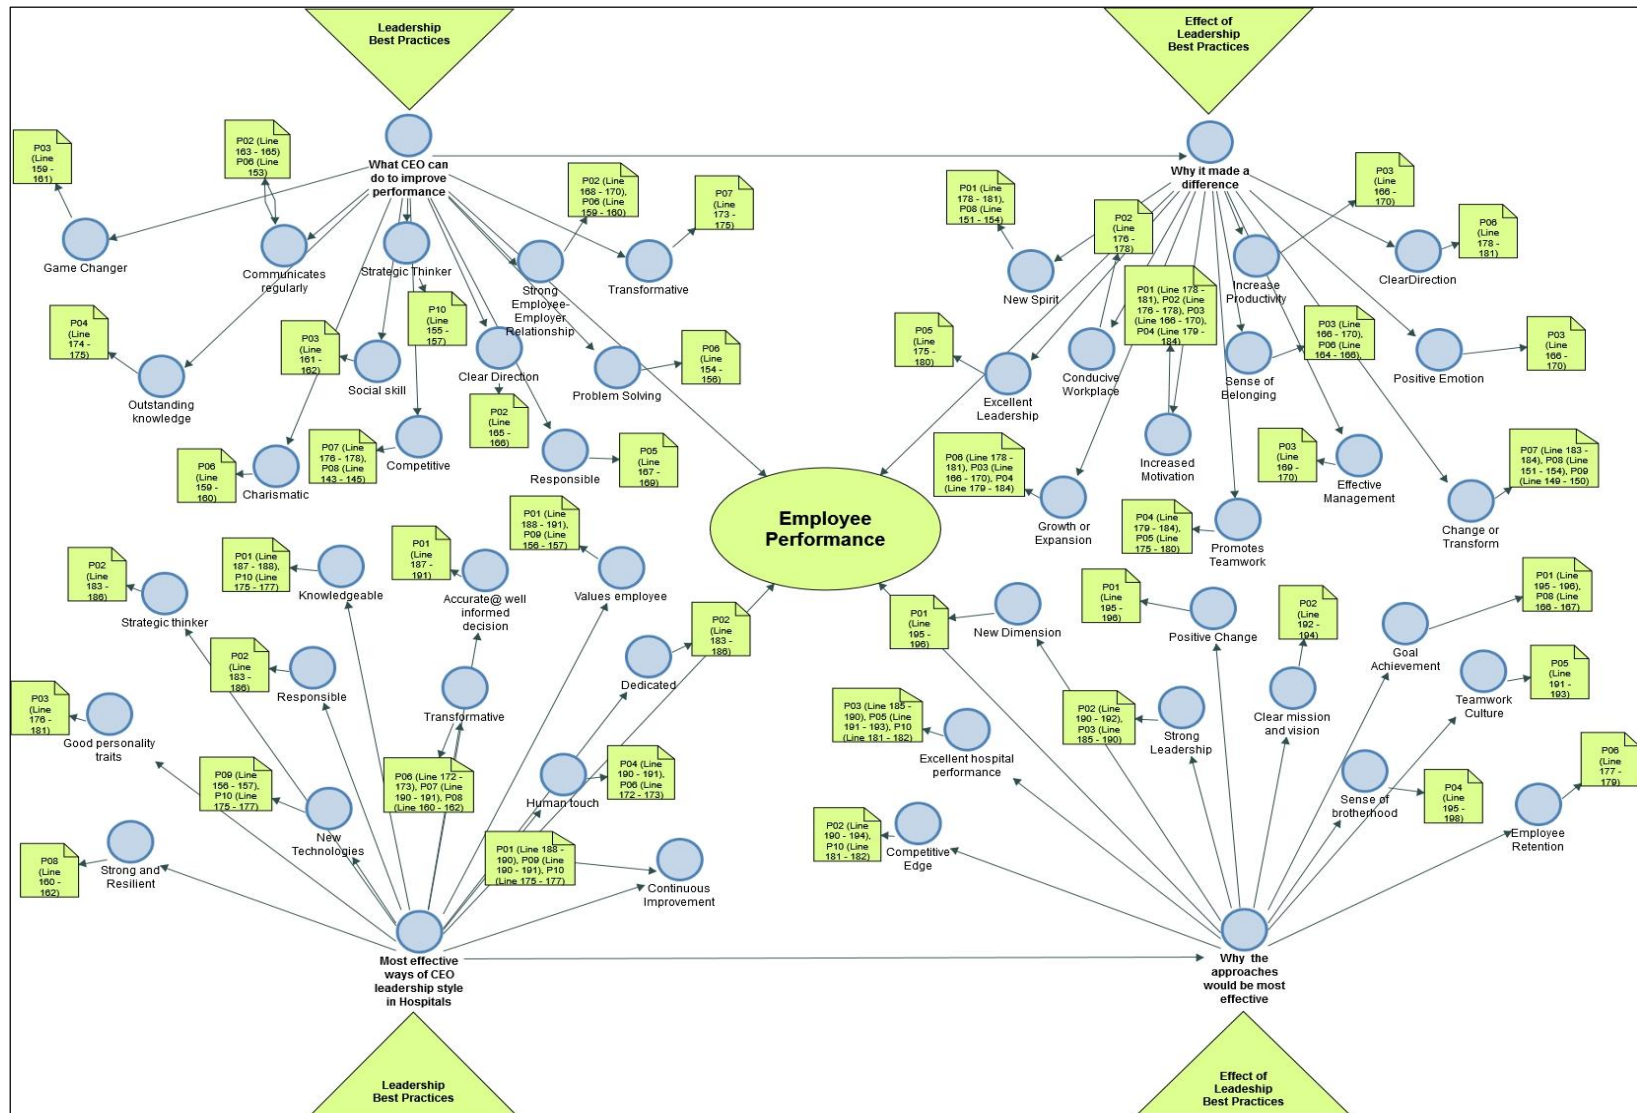 Leadership
Best Practices
Effect of
Leadership
Best Practices
What CEO can
do to improve
performance
Why it made a
difference
P03
(Line
159 -
161)
Game Changer
P02 (Line
163 - 165)
P06 (Line
153)
Communicates
regularly
Strategic Thinker
P10
(Line
155 -
157)
P02 (Line
168 - 170),
P06 (Line
159 - 160)
Strong
Employee-
Employer
Relationship
P07
(Line
173 -
175)
Transformative
P04
(Line
174 -
175)
Outstanding
knowledge
P03
(Line
161 -
162)
Social skill
Clear Direction
P02
(Line
165 -
166)
P06
(Line
154 -
156)
Problem Solving
P06
(Line
159 -
160)
Charismatic
P07 (Line
176 - 178),
P08 (Line
143 - 145)
Competitive
Responsible
P05
(Line
167 -
169)
P01 (Line
178 - 181),
P08 (Line
151 - 154)
New Spirit
P02
(Line
176 -
178)
Conducive
Workplace
P01 (Line 178 -
181), P02 (Line
176 - 178), P03
(Line 166 - 170),
P04 (Line 179 -
184)
Increased
Motivation
P03
(Line
166 -
170)
Increase
Productivity
P06
(Line
178 -
181)
ClearDirection
P05
(Line
175 -
180)
Excellent
Leadership
P03 (Line
166 - 170),
P06 (Line
164 - 166),
Sense of
Belonging
P03
(Line
166 -
170)
Positive Emotion
P06 (Line 178 -
181), P03 (Line
166 - 170), P04
(Line 179 - 184)
Growth or
Expansion
P04 (Line
179 - 184),
P05 (Line
175 - 180)
Promotes
Teamwork
P03
(Line
169 -
170)
Effective
Management
P07 (Line 183 -
184), P08 (Line
151 - 154), P09
(Line 149 - 150)
Change or
Transform
Employee
Performance
P02
(Line
183 -
186)
Strategic thinker
P01 (Line
187 - 188),
P10 (Line
175 - 177)
Knowledgeable
P01
(Line
187 -
191)
Accurate@ well
informed
decision
P01 (Line
188 - 191),
P09 (Line
156 - 157)
Values employee
P02
(Line
183 -
186)
Responsible
Transformative
P06 (Line 172 -
173), P07 (Line
190 - 191), P08
(Line 160 - 162)
P02
(Line
183 -
186)
Dedicated
P03
(Line
176 -
181)
Good personality
traits
P09 (Line
156 - 157),
P10 (Line
175 - 177)
New
Technologies
P04 (Line
190 - 191),
P06 (Line
172 - 173)
Human touch
P08
(Line
160 -
162)
Strong and
Resilient
P01 (Line 188 -
190), P09 (Line
190 - 191), P10
(Line 175 - 177)
Continuous
Improvement
P01
(Line
195 -
196)
New Dimension
P01
(Line
195 -
196)
Positive Change
P02
(Line
192 -
194)
Clear mission
and vision
P01 (Line
195 - 196),
P08 (Line
166 - 167)
Goal
Achievement
P05
(Line
191 -
193)
Teamwork
Culture
P03 (Line 185 -
190), P05 (Line
191 - 193), P10
(Line 181 - 182)
Excellent hospital
performance
P02 (Line
190 - 192),
P03 (Line
185 - 190)
Strong
Leadership
P04
(Line
195 -
198)
Sense of
brotherhood
P06
(Line
177 -
179)
Employee
Retention
P02 (Line
190 - 194),
P10 (Line
181 - 182)
Competitive
Edge
Most effective
ways of CEO
leadership style
in Hospitals
Why the
approaches
would be most
effective
Leadership
Best Practices
Effect of
Leadeship
Best Practices